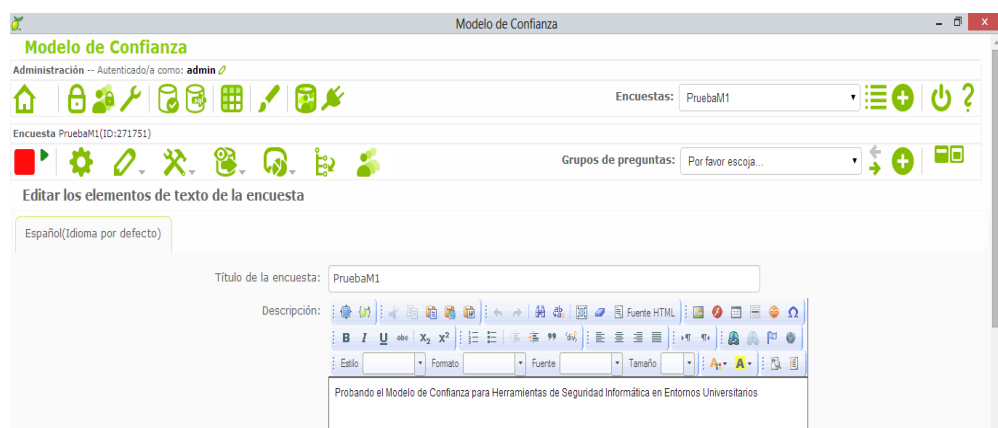 Modelo de Confianza
Modelo de Confianza
Administración -- Autenticado/a como: admin
Encuestas: PruebaM1
Encuesta PruebaM1(ID:271751)
Grupos de preguntas: Por favor escoja...
Editar los elementos de texto de la encuesta
Español(Idioma por defecto)
Título de la encuesta: PruebaM1
Descripción:
Fuente HTML
B I U abc X₂ X²
Estilo Formato Fuente Tamaño
Probando el Modelo de Confianza para Herramientas de Seguridad Informática en Entornos Universitarios